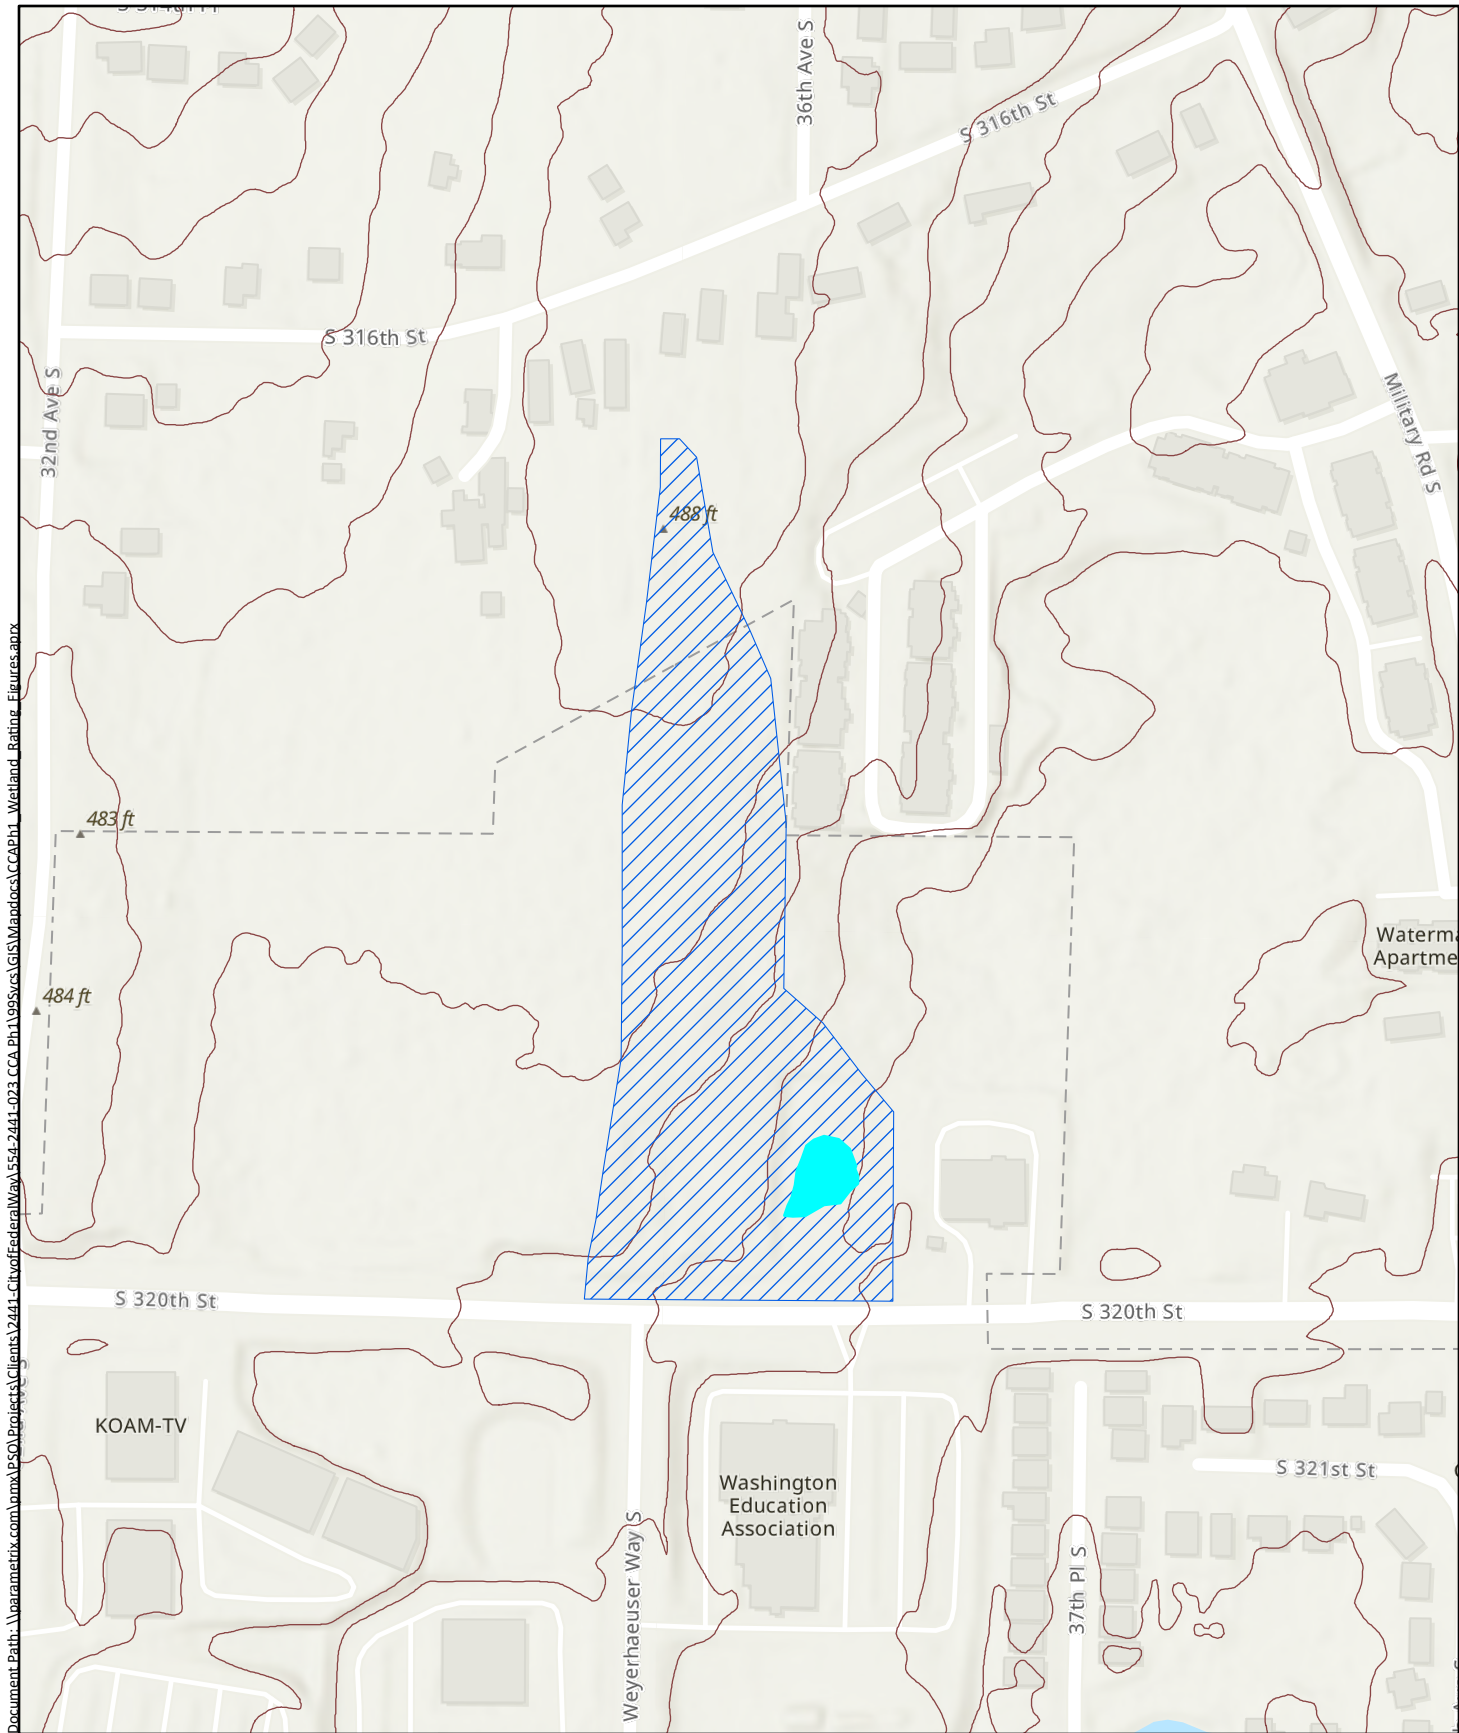 36th Ave S
S 316th St
S 316th St
32nd Ave S
Military Rd S
488 ft
483 ft
484 ft
Waterma
Apartme
S 320th St
S 320th St
KOAM-TV
Washington
Education
Association
S 321st St
Weyerhaeuser Way S
37th Pl S
Document Path: \\parametrix.com\pmx\PSO\Projects\Clients\2441-CityofFederalWay\554-2441-023 CCA Ph1\99Svcs\GIS\Mapdocs\CCAPh1_Wetland_Rating_Figures.aprx